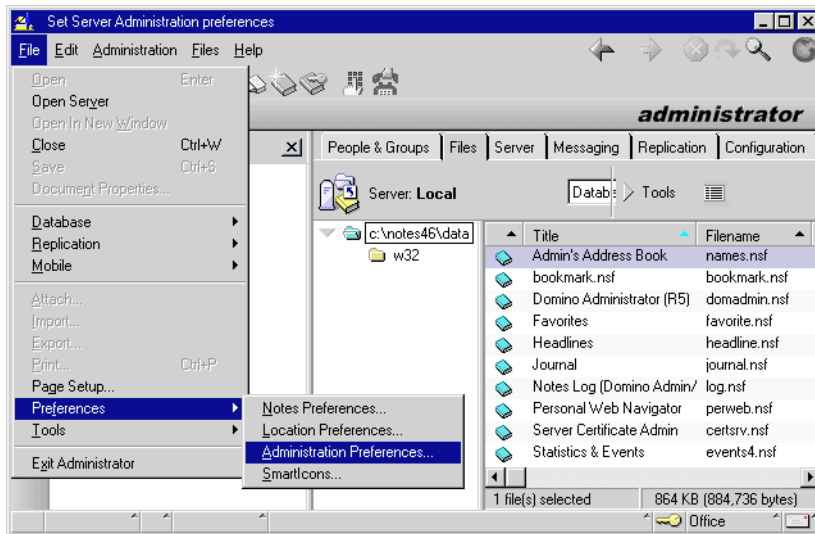 Set Server Administration preferences
File Edit Administration Files Help
Open Enter
Open Server
Open In New Window
Close Ctrl+W
Save Ctrl+S
Document Properties...
Database
Replication
Mobile
Attach...
Import...
Export...
Print... Ctrl+P
Page Setup...
Preferences
Tools
Exit Administrator
Notes Preferences...
Location Preferences...
Administration Preferences...
SmartIcons...
administrator
People & Groups Files Server Messaging Replication Configuration
Server: Local Datab Tools
c:\notes46\data
w32
Title Filename
Admin's Address Book names.nsf
bookmark.nsf bookmark.nsf
Domino Administrator (R5) domadmin.nsf
Favorites favorite.nsf
Headlines headline.nsf
Journal journal.nsf
Notes Log (Domino Admin/ log.nsf
Personal Web Navigator perweb.nsf
Server Certificate Admin certsrv.nsf
Statistics & Events events4.nsf
1 file(s) selected 864 KB (884,736 bytes)
Office